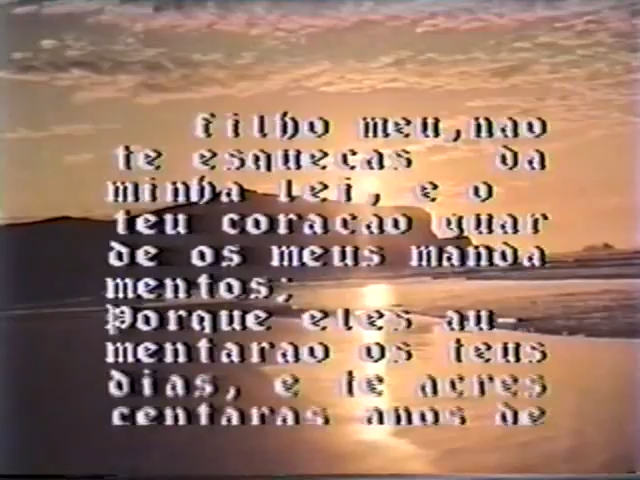 filho meu,nao
te esquecas da
minha lei, e o
teu coracao guar
de os meus manda
mentos;
Porque eles au
mentarao os teus
dias, e te acres
centaras anos de